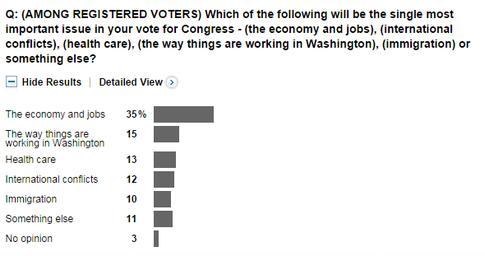 Q: (AMONG REGISTERED VOTERS) Which of the following will be the single most
important issue in your vote for Congress - (the economy and jobs), (international
conflicts), (health care), (the way things are working in Washington), (immigration) or
something else?
Hide Results | Detailed View
The economy and jobs 35%
The way things are 15
working in Washington
Health care 13
International conflicts 12
Immigration 10
Something else 11
No opinion 3